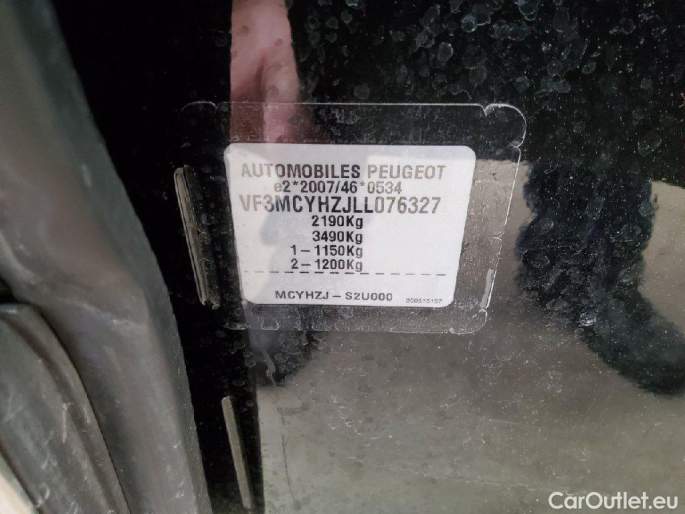 AUTOMOBILES PEUGEOT
e2*2007/46*0534
VF3MCYHZJLL076327
2190Kg
3490Kg
1-1150Kg
2-1200Kg
MCYHZJ-S2U000
CarOutlet.eu